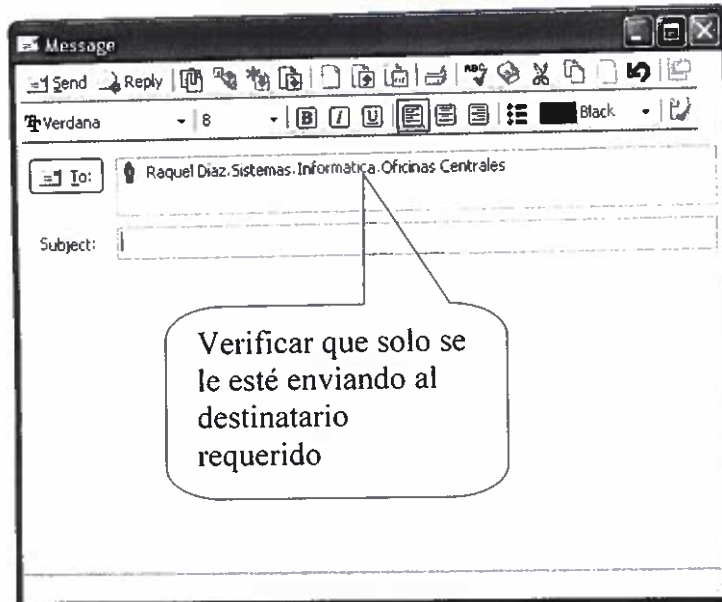 Message
Send Reply
Verdana 8 B I U Black
To: Raquel Diaz.Sistemas.Informatica.Oficinas Centrales
Subject:
Verificar que solo se
le esté enviando al
destinatario
requerido